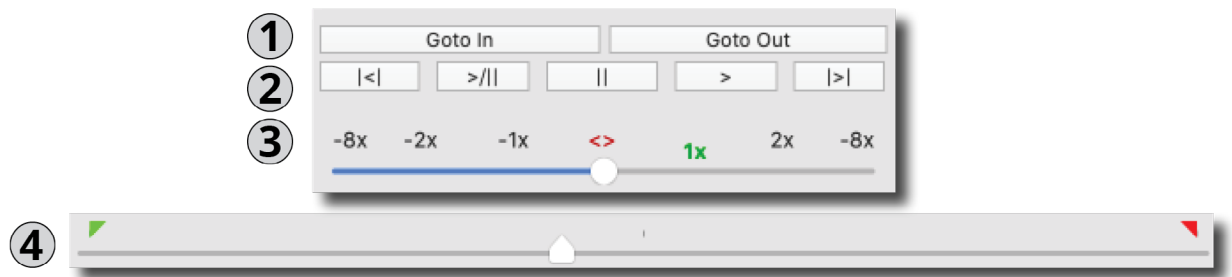 1 Goto In Goto Out
2 |<| >/|| || > |>|
3 -8x -2x -1x <> 1x 2x -8x
4